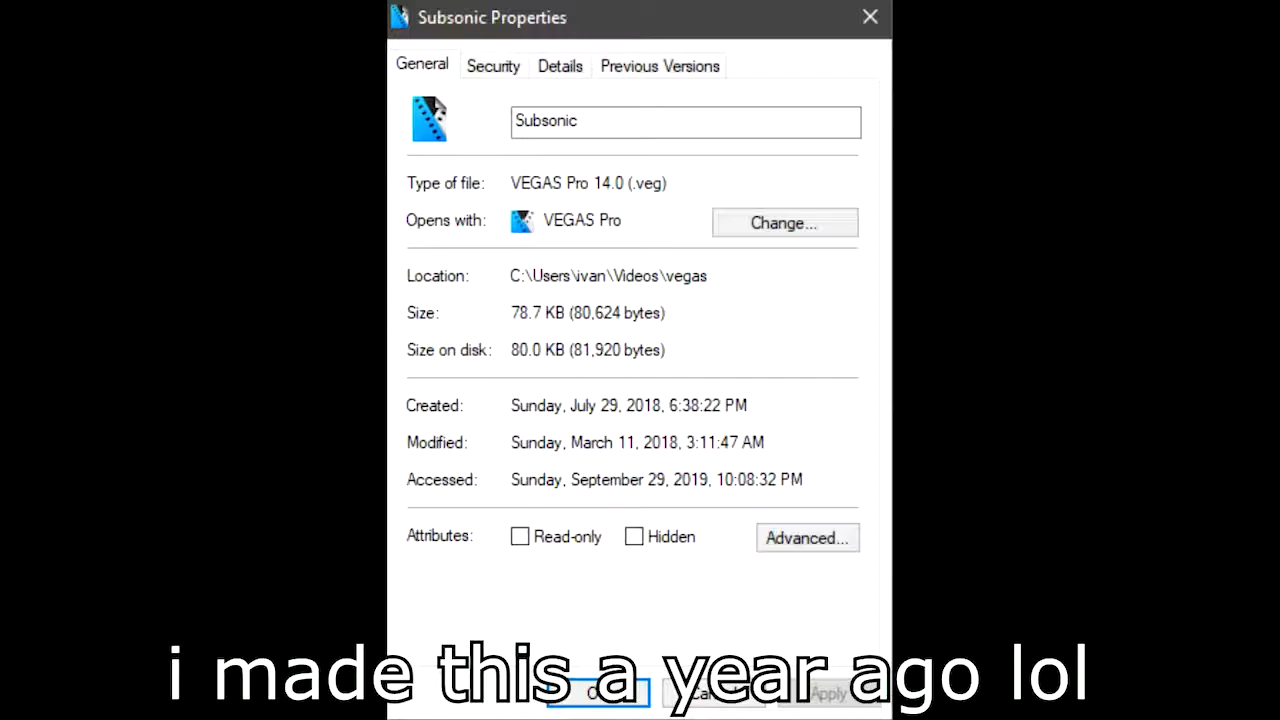 Subsonic Properties
General Security Details Previous Versions
Subsonic
Type of file: VEGAS Pro 14.0 (.veg)
Opens with: VEGAS Pro Change...
Location: C:\Users\ivan\Videos\vegas
Size: 78.7 KB (80,624 bytes)
Size on disk: 80.0 KB (81,920 bytes)
Created: Sunday, July 29, 2018, 6:38:22 PM
Modified: Sunday, March 11, 2018, 3:11:47 AM
Accessed: Sunday, September 29, 2019, 10:08:32 PM
Attributes: Read-only Hidden Advanced...
i made this a year ago lol
Apply